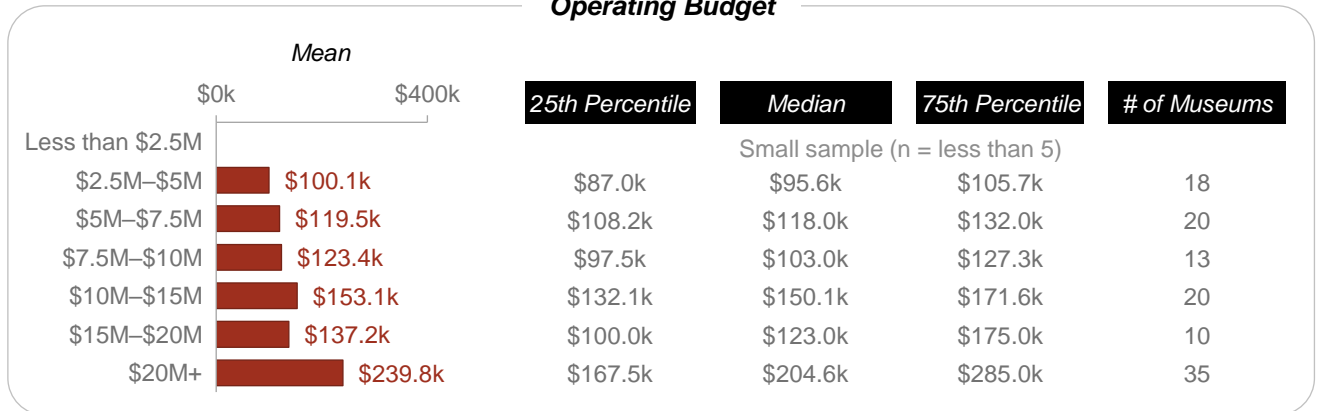 Operating Budget
Mean
$0k $400k 25th Percentile Median 75th Percentile # of Museums
Less than $2.5M Small sample (n = less than 5)
$2.5M–$5M $100.1k $87.0k $95.6k $105.7k 18
$5M–$7.5M $119.5k $108.2k $118.0k $132.0k 20
$7.5M–$10M $123.4k $97.5k $103.0k $127.3k 13
$10M–$15M $153.1k $132.1k $150.1k $171.6k 20
$15M–$20M $137.2k $100.0k $123.0k $175.0k 10
$20M+ $239.8k $167.5k $204.6k $285.0k 35